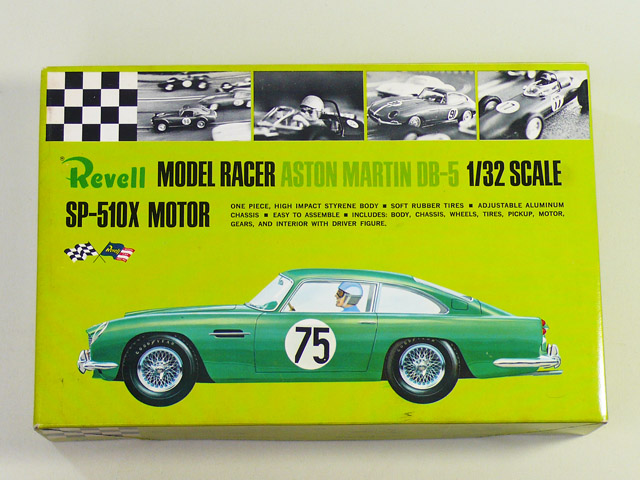 Revell MODEL RACER ASTON MARTIN DB-5 1/32 SCALE
SP-510X MOTOR
ONE PIECE, HIGH IMPACT STYRENE BODY ■ SOFT RUBBER TIRES ■ ADJUSTABLE ALUMINUM
CHASSIS ■ EASY TO ASSEMBLE ■ INCLUDES: BODY, CHASSIS, WHEELS, TIRES, PICKUP, MOTOR,
GEARS, AND INTERIOR WITH DRIVER FIGURE.
Revell
75